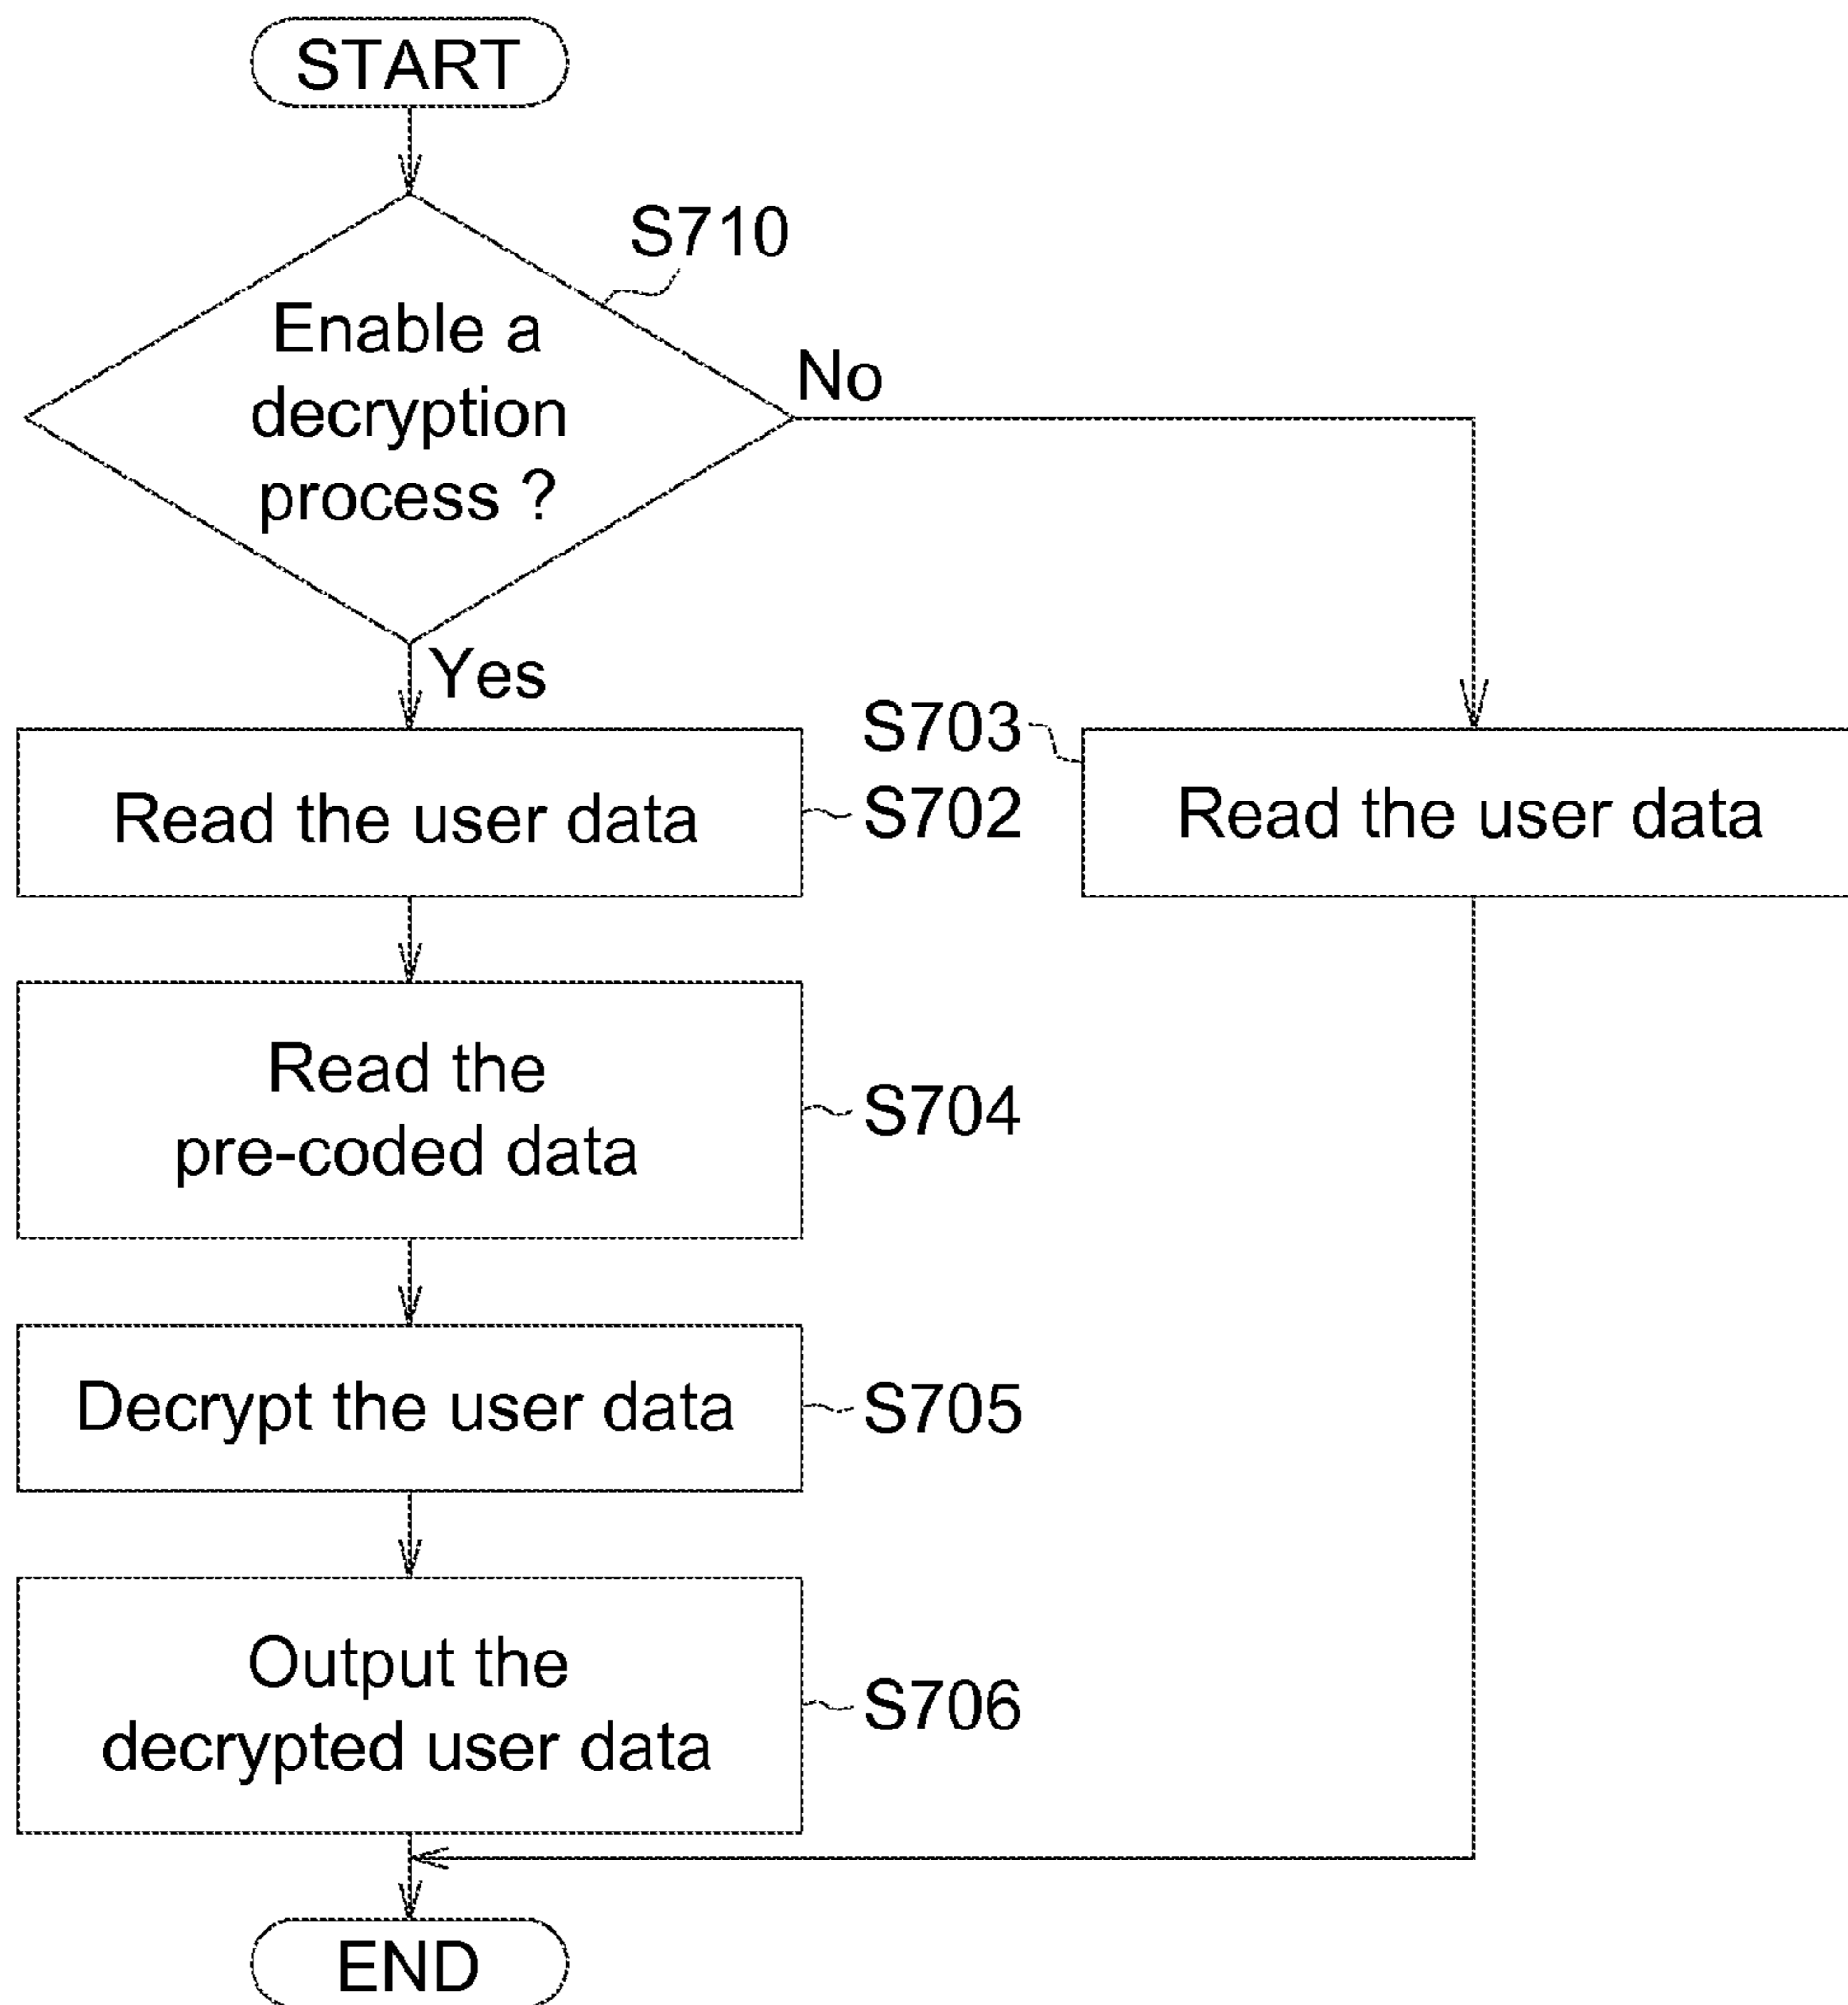 START
S710
Enable a
decryption
process ?
No
Yes
S703
Read the user data
S702
Read the user data
Read the
pre-coded data
S704
Decrypt the user data
S705
Output the
decrypted user data
S706
END